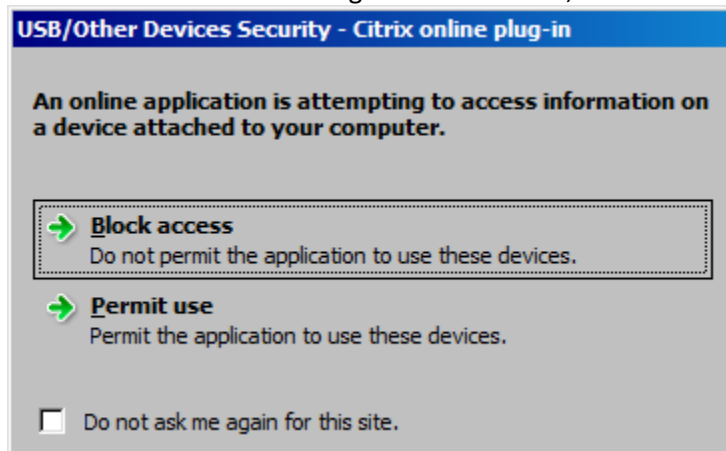 USB/Other Devices Security - Citrix online plug-in
An online application is attempting to access information on
a device attached to your computer.
Block access
Do not permit the application to use these devices.
Permit use
Permit the application to use these devices.
Do not ask me again for this site.